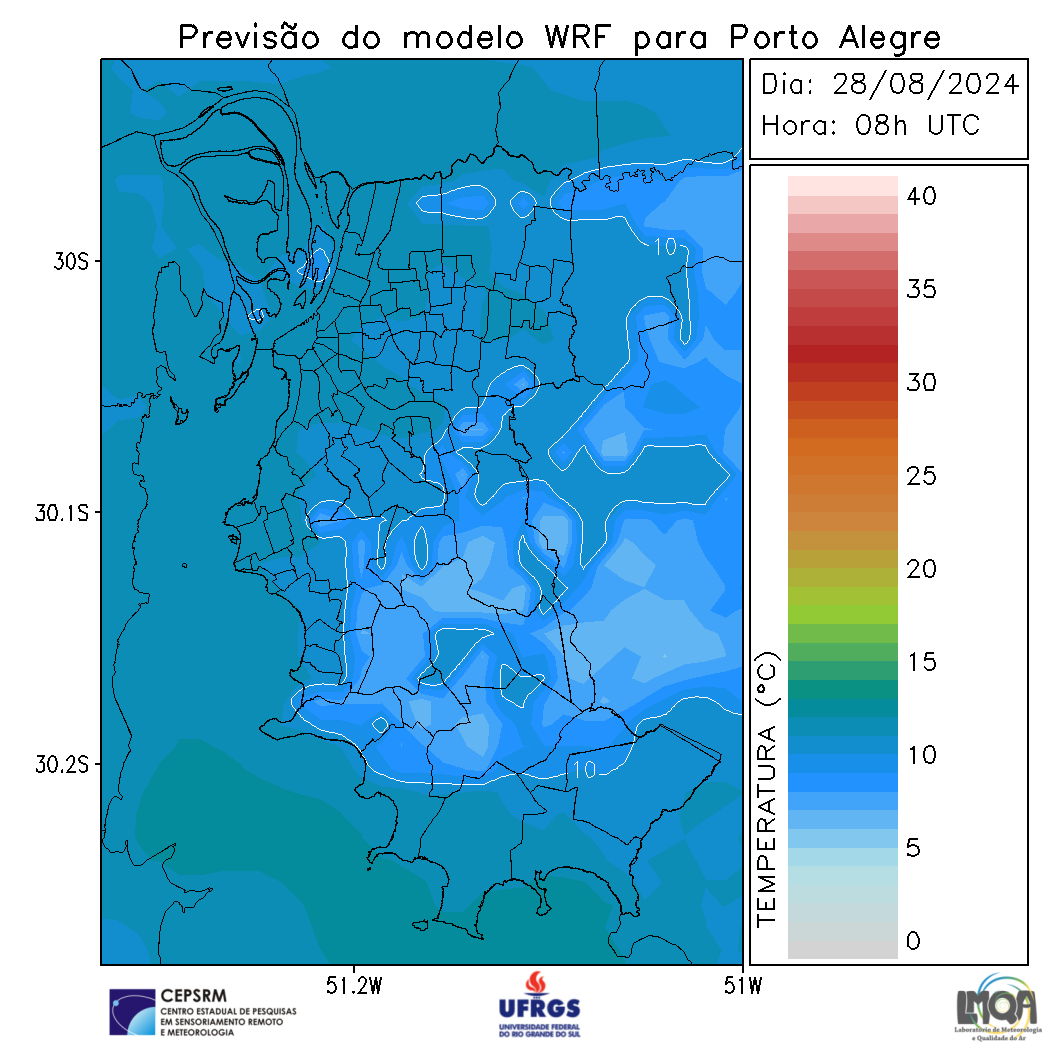 Previsão do modelo WRF para Porto Alegre
Dia: 28/08/2024
Hora: 08h UTC
40
35
30
25
20
15
10
5
0
TEMPERATURA (°C)
30S
30.1S
30.2S
51.2W
51W
10
10
CEPSRM
CENTRO ESTADUAL DE PESQUISAS
EM SENSORIAMENTO REMOTO
E METEOROLOGIA
UFRGS
UNIVERSIDADE FEDERAL
DO RIO GRANDE DO SUL
LMQA
Laboratório de Meteorologia
e Qualidade do Ar